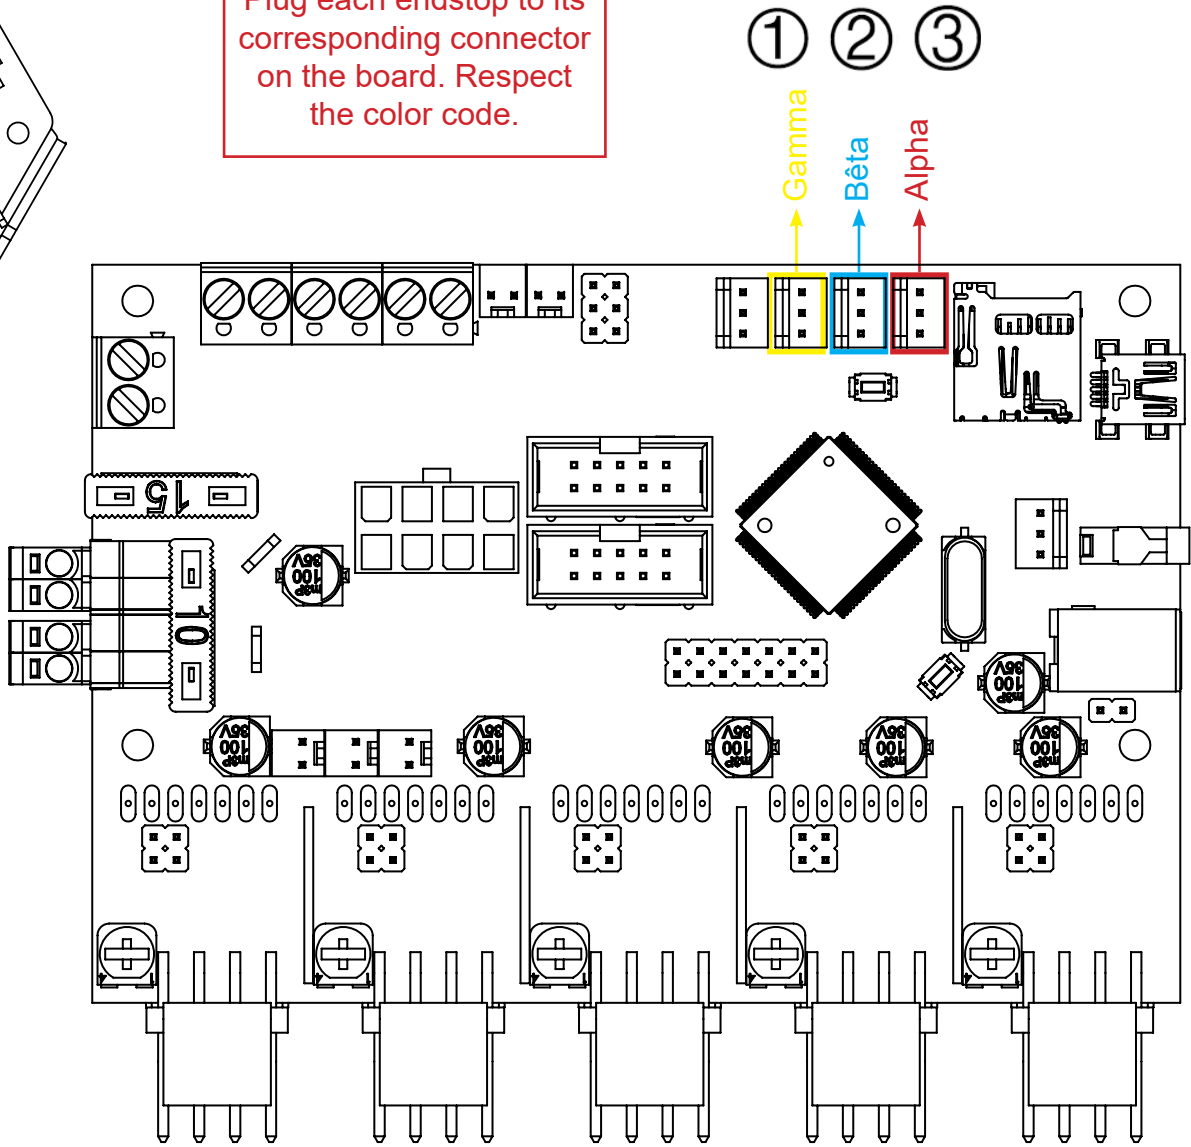 Plug each endstop to its
corresponding connector
on the board. Respect
the color code.
① ② ③
Gamma
Bêta
Alpha
15
10
100
35V
100
35V
100
35V
100
35V
100
35V
100
35V
100
35V